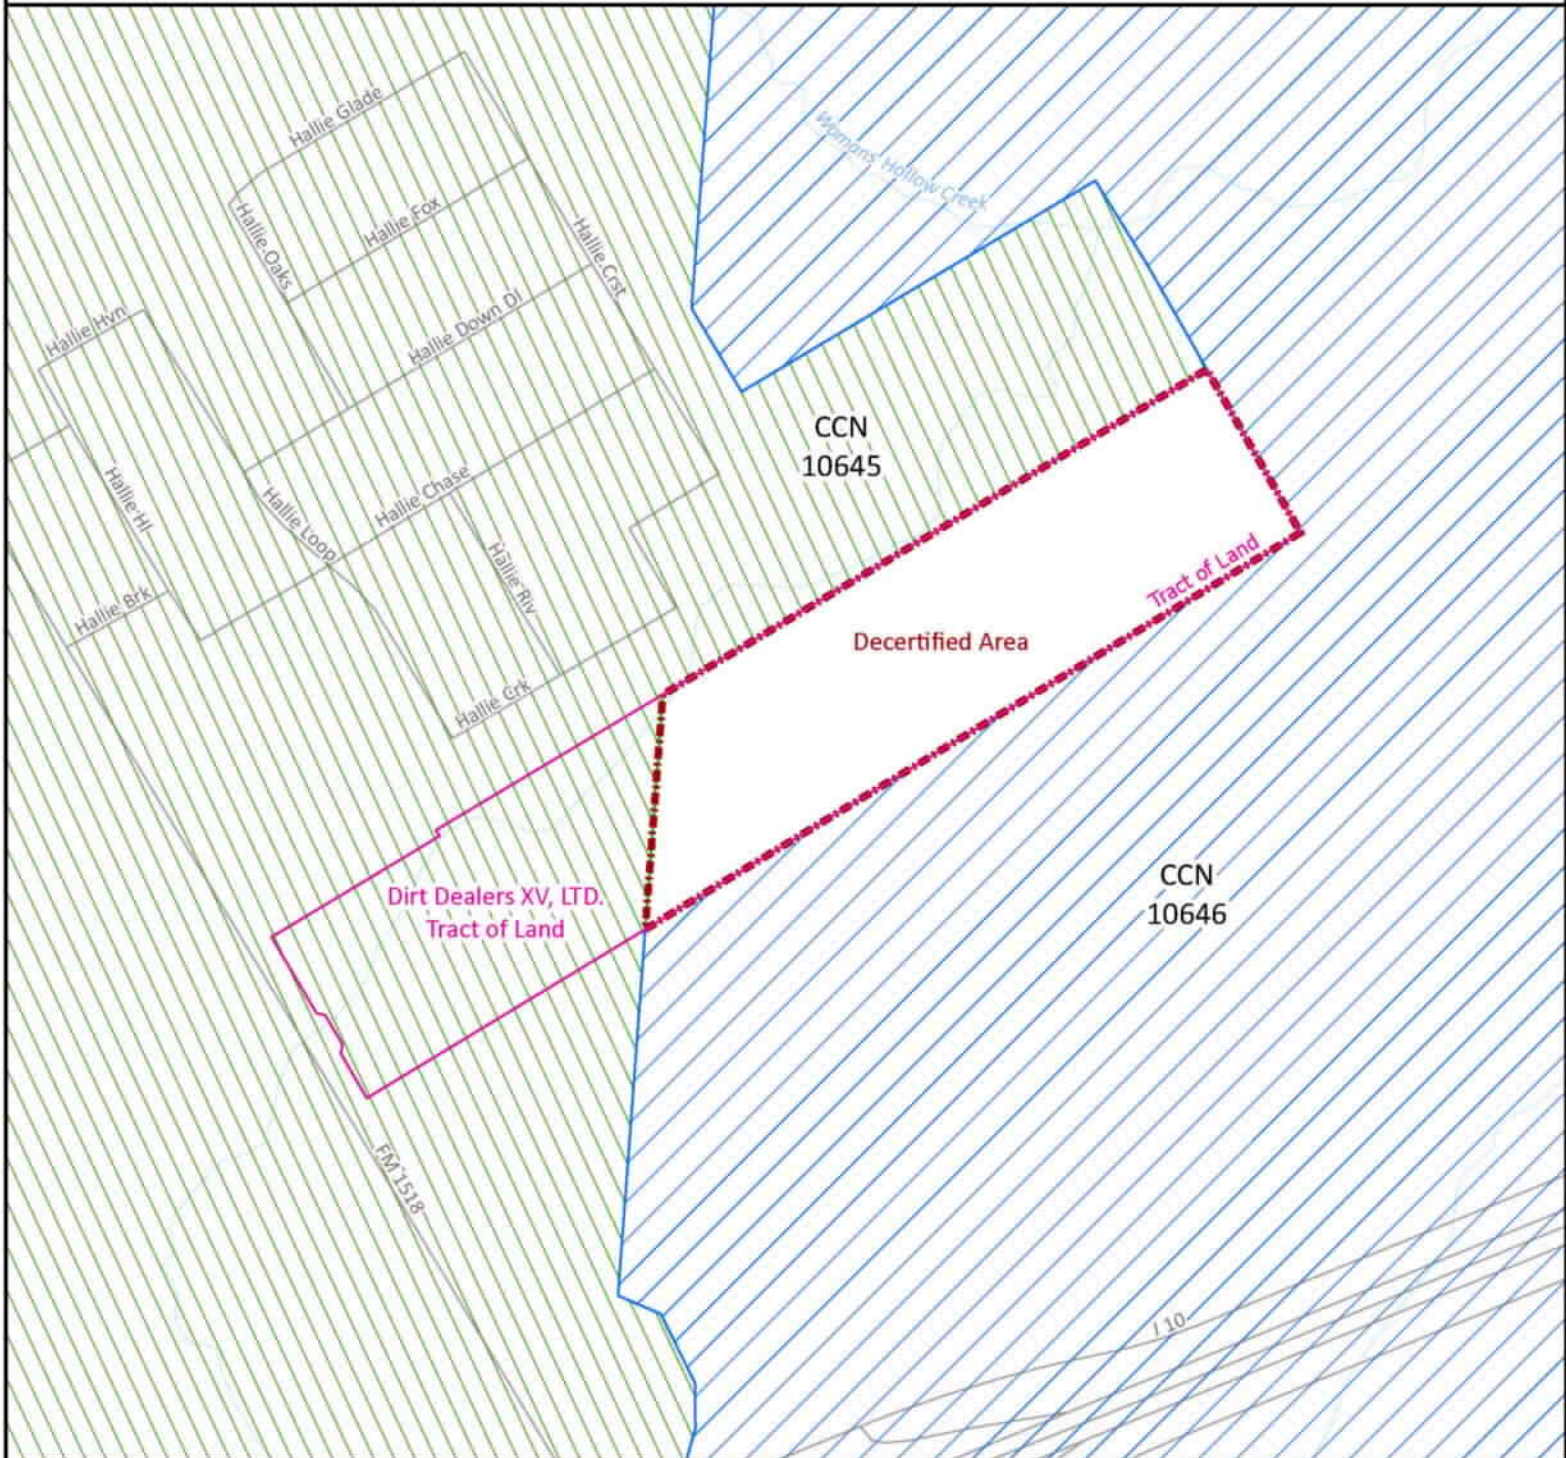 Hallie Glade
Womans Hollow Creek
Hallie Fox
Hallie Oaks
Hallie Crst
Hallie Hvn
Hallie Down Dl
CCN
10645
Hallie Chase
Hallie Hl
Hallie Loop
Hallie Riv
Tract of Land
Hallie Brk
Decertified Area
Hallie Crk
CCN
10646
Dirt Dealers XV, LTD.
Tract of Land
FM 1518
I 10